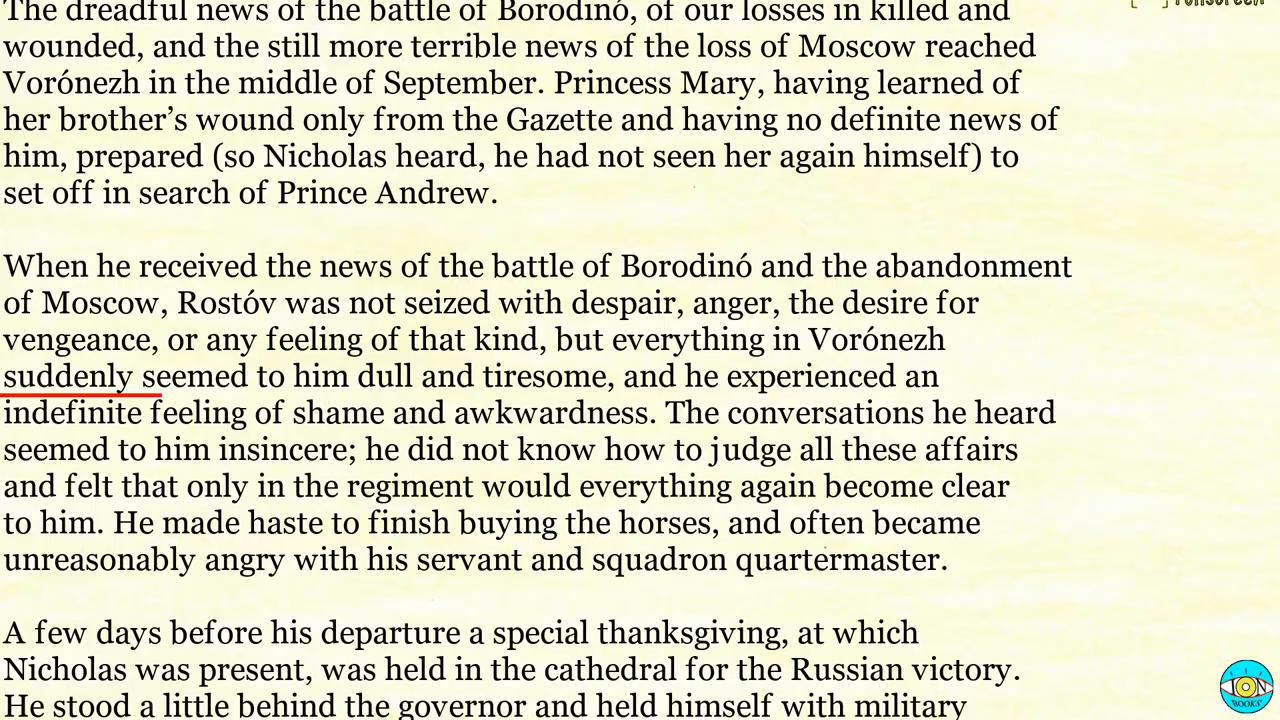 The dreadful news of the battle of Borodinó, of our losses in killed and
wounded, and the still more terrible news of the loss of Moscow reached
Vorónezh in the middle of September. Princess Mary, having learned of
her brother’s wound only from the Gazette and having no definite news of
him, prepared (so Nicholas heard, he had not seen her again himself) to
set off in search of Prince Andrew.
When he received the news of the battle of Borodinó and the abandonment
of Moscow, Rostóv was not seized with despair, anger, the desire for
vengeance, or any feeling of that kind, but everything in Vorónezh
suddenly seemed to him dull and tiresome, and he experienced an
indefinite feeling of shame and awkwardness. The conversations he heard
seemed to him insincere; he did not know how to judge all these affairs
and felt that only in the regiment would everything again become clear
to him. He made haste to finish buying the horses, and often became
unreasonably angry with his servant and squadron quartermaster.
A few days before his departure a special thanksgiving, at which
Nicholas was present, was held in the cathedral for the Russian victory.
He stood a little behind the governor and held himself with military
ION
BOOKS